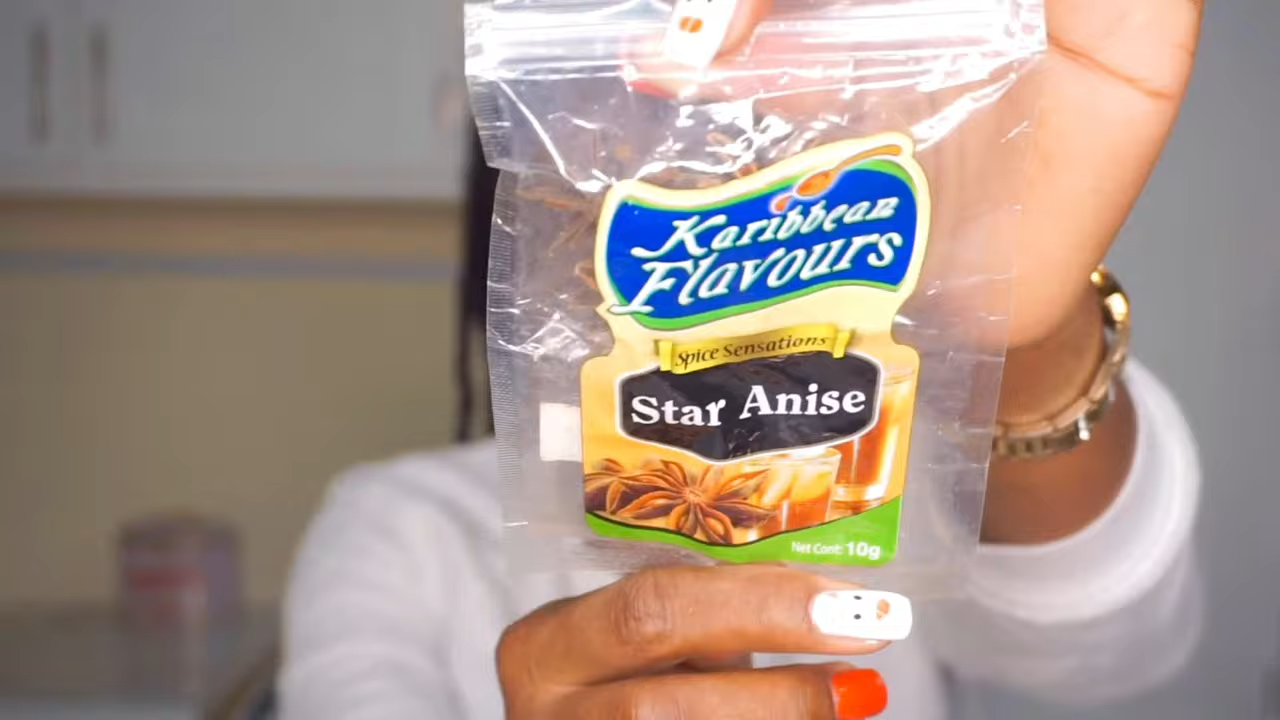 Karibbean
Flavours
Spice Sensations
Star Anise
Net Cont: 10g